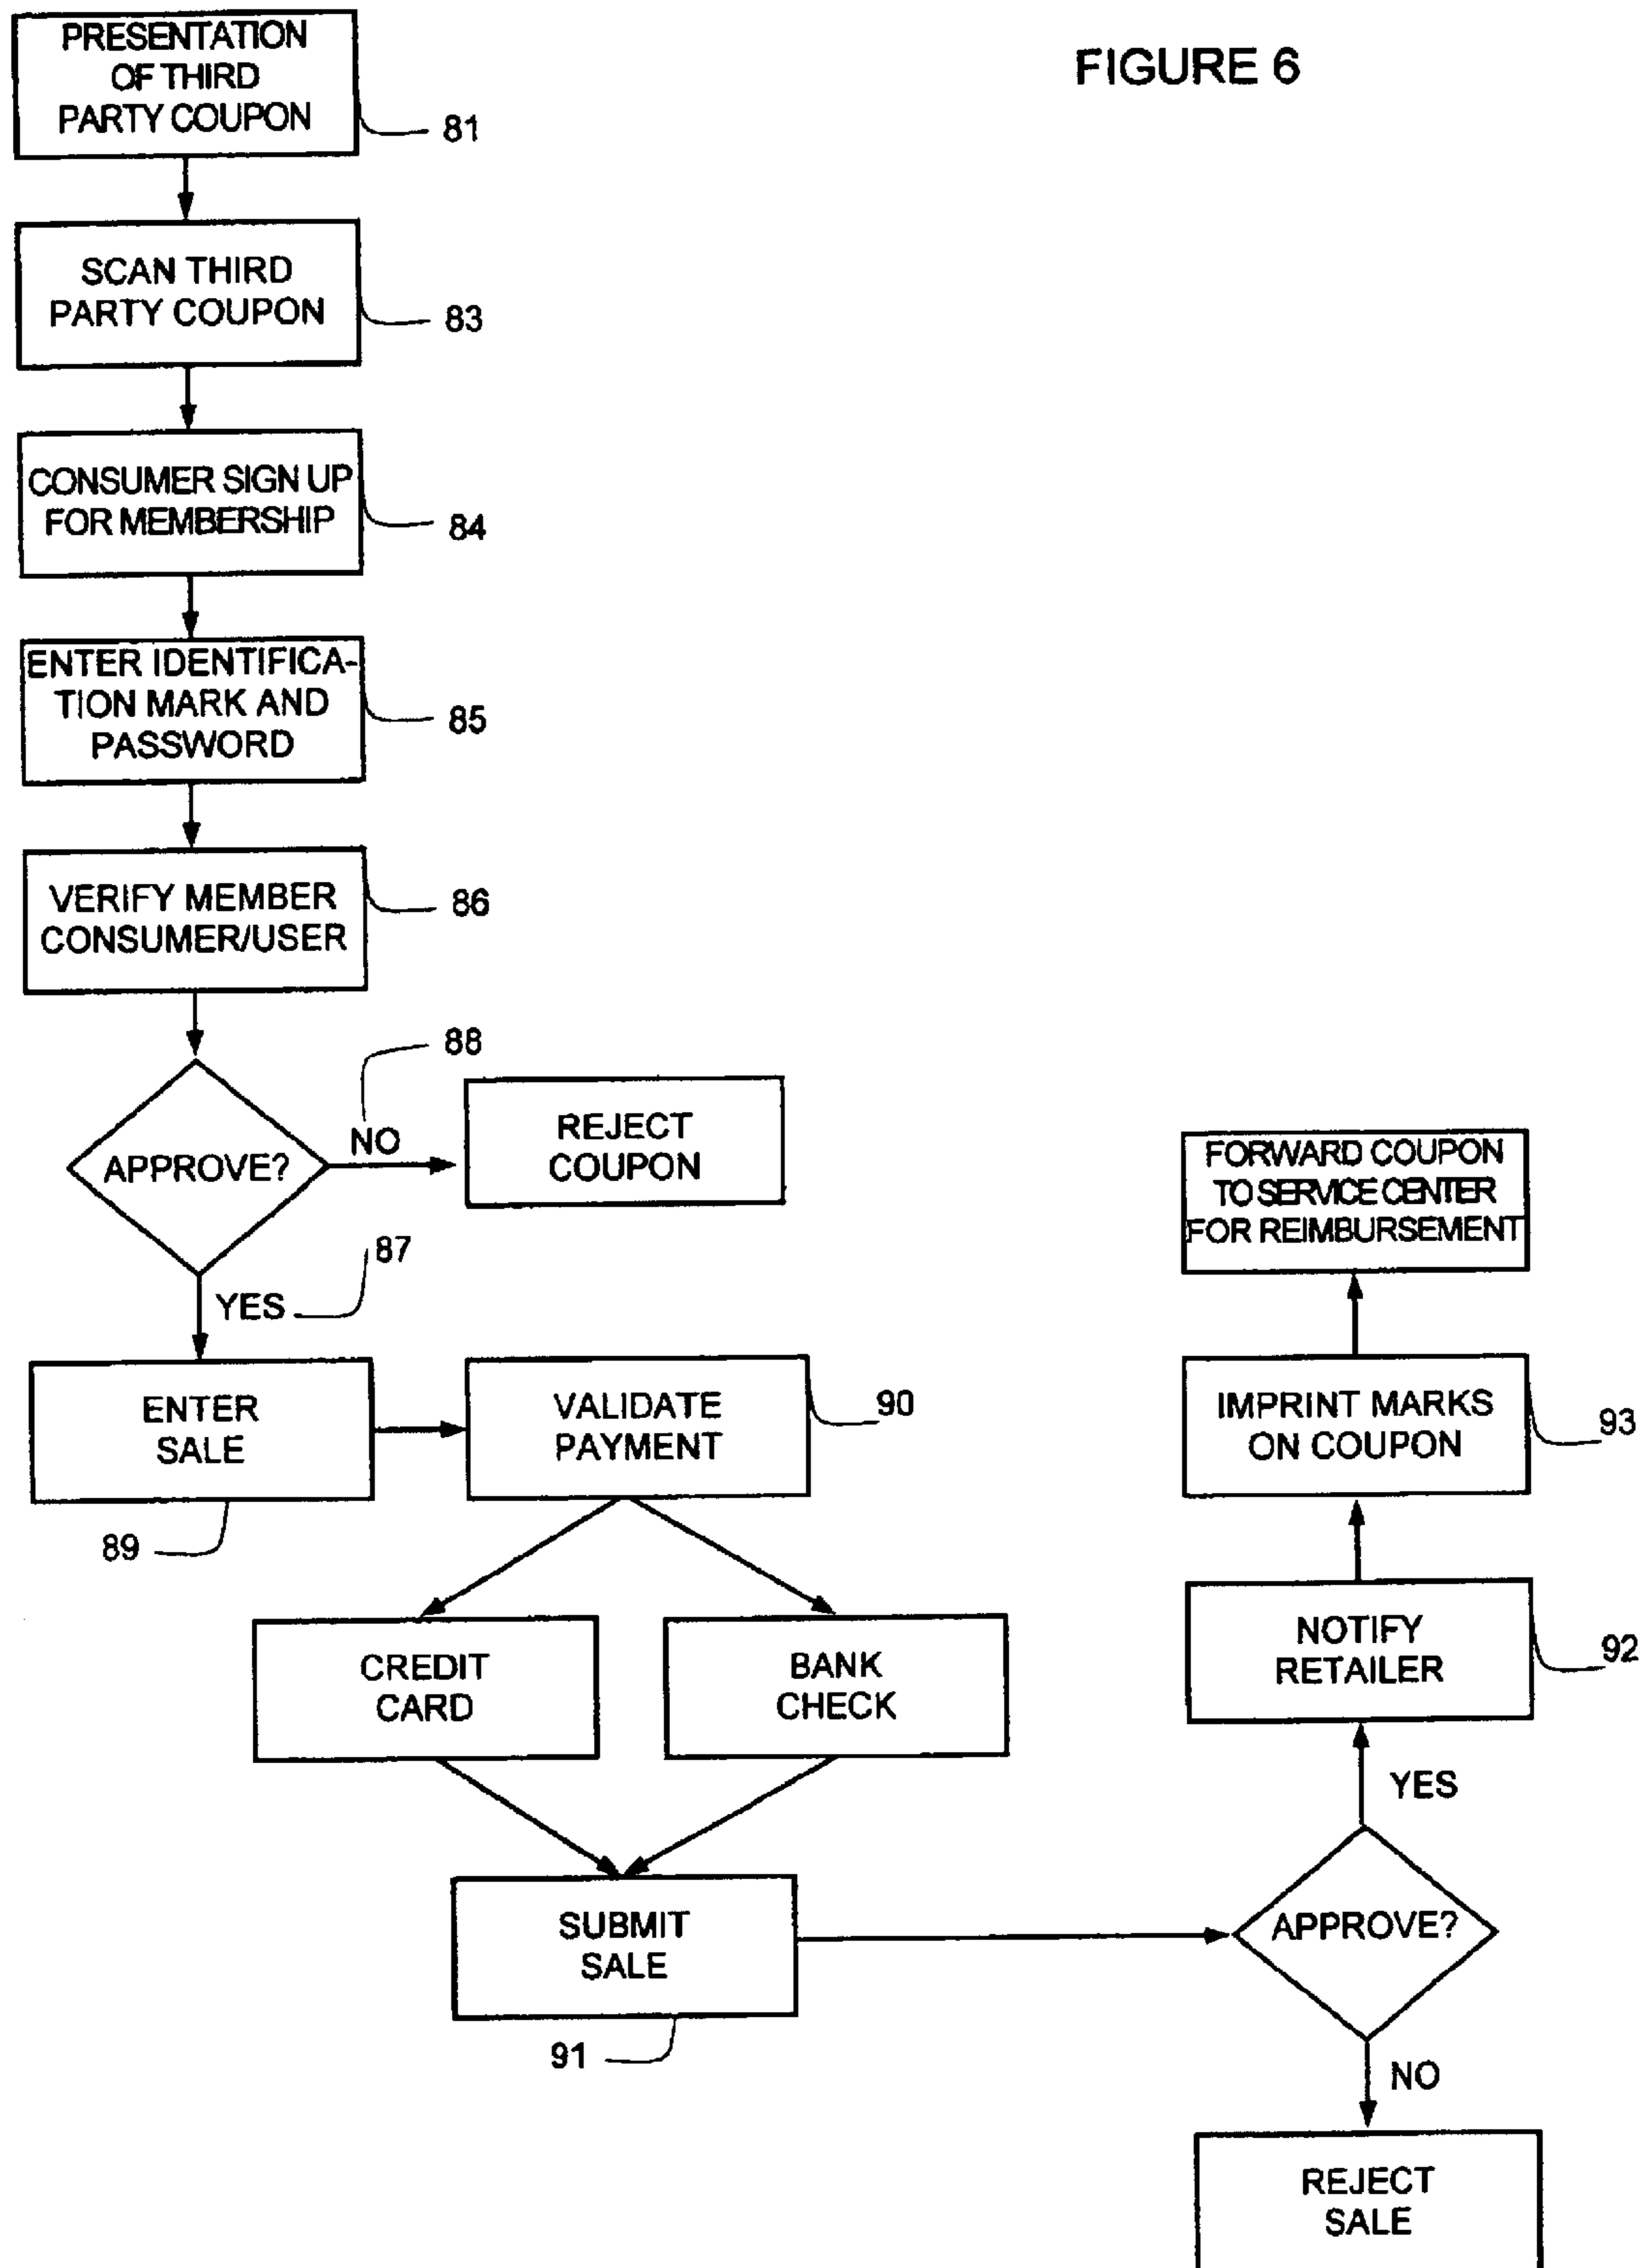 FIGURE 6
PRESENTATION
OF THIRD
PARTY COUPON
81
SCAN THIRD
PARTY COUPON
83
CONSUMER SIGN UP
FOR MEMBERSHIP
84
ENTER IDENTIFICA-
TION MARK AND
PASSWORD
85
VERIFY MEMBER
CONSUMER/USER
86
APPROVE?
88
NO
REJECT
COUPON
87
YES
ENTER
SALE
89
VALIDATE
PAYMENT
90
CREDIT
CARD
BANK
CHECK
SUBMIT
SALE
91
APPROVE?
YES
NOTIFY
RETAILER
92
IMPRINT MARKS
ON COUPON
93
FORWARD COUPON
TO SERVICE CENTER
FOR REIMBURSEMENT
NO
REJECT
SALE